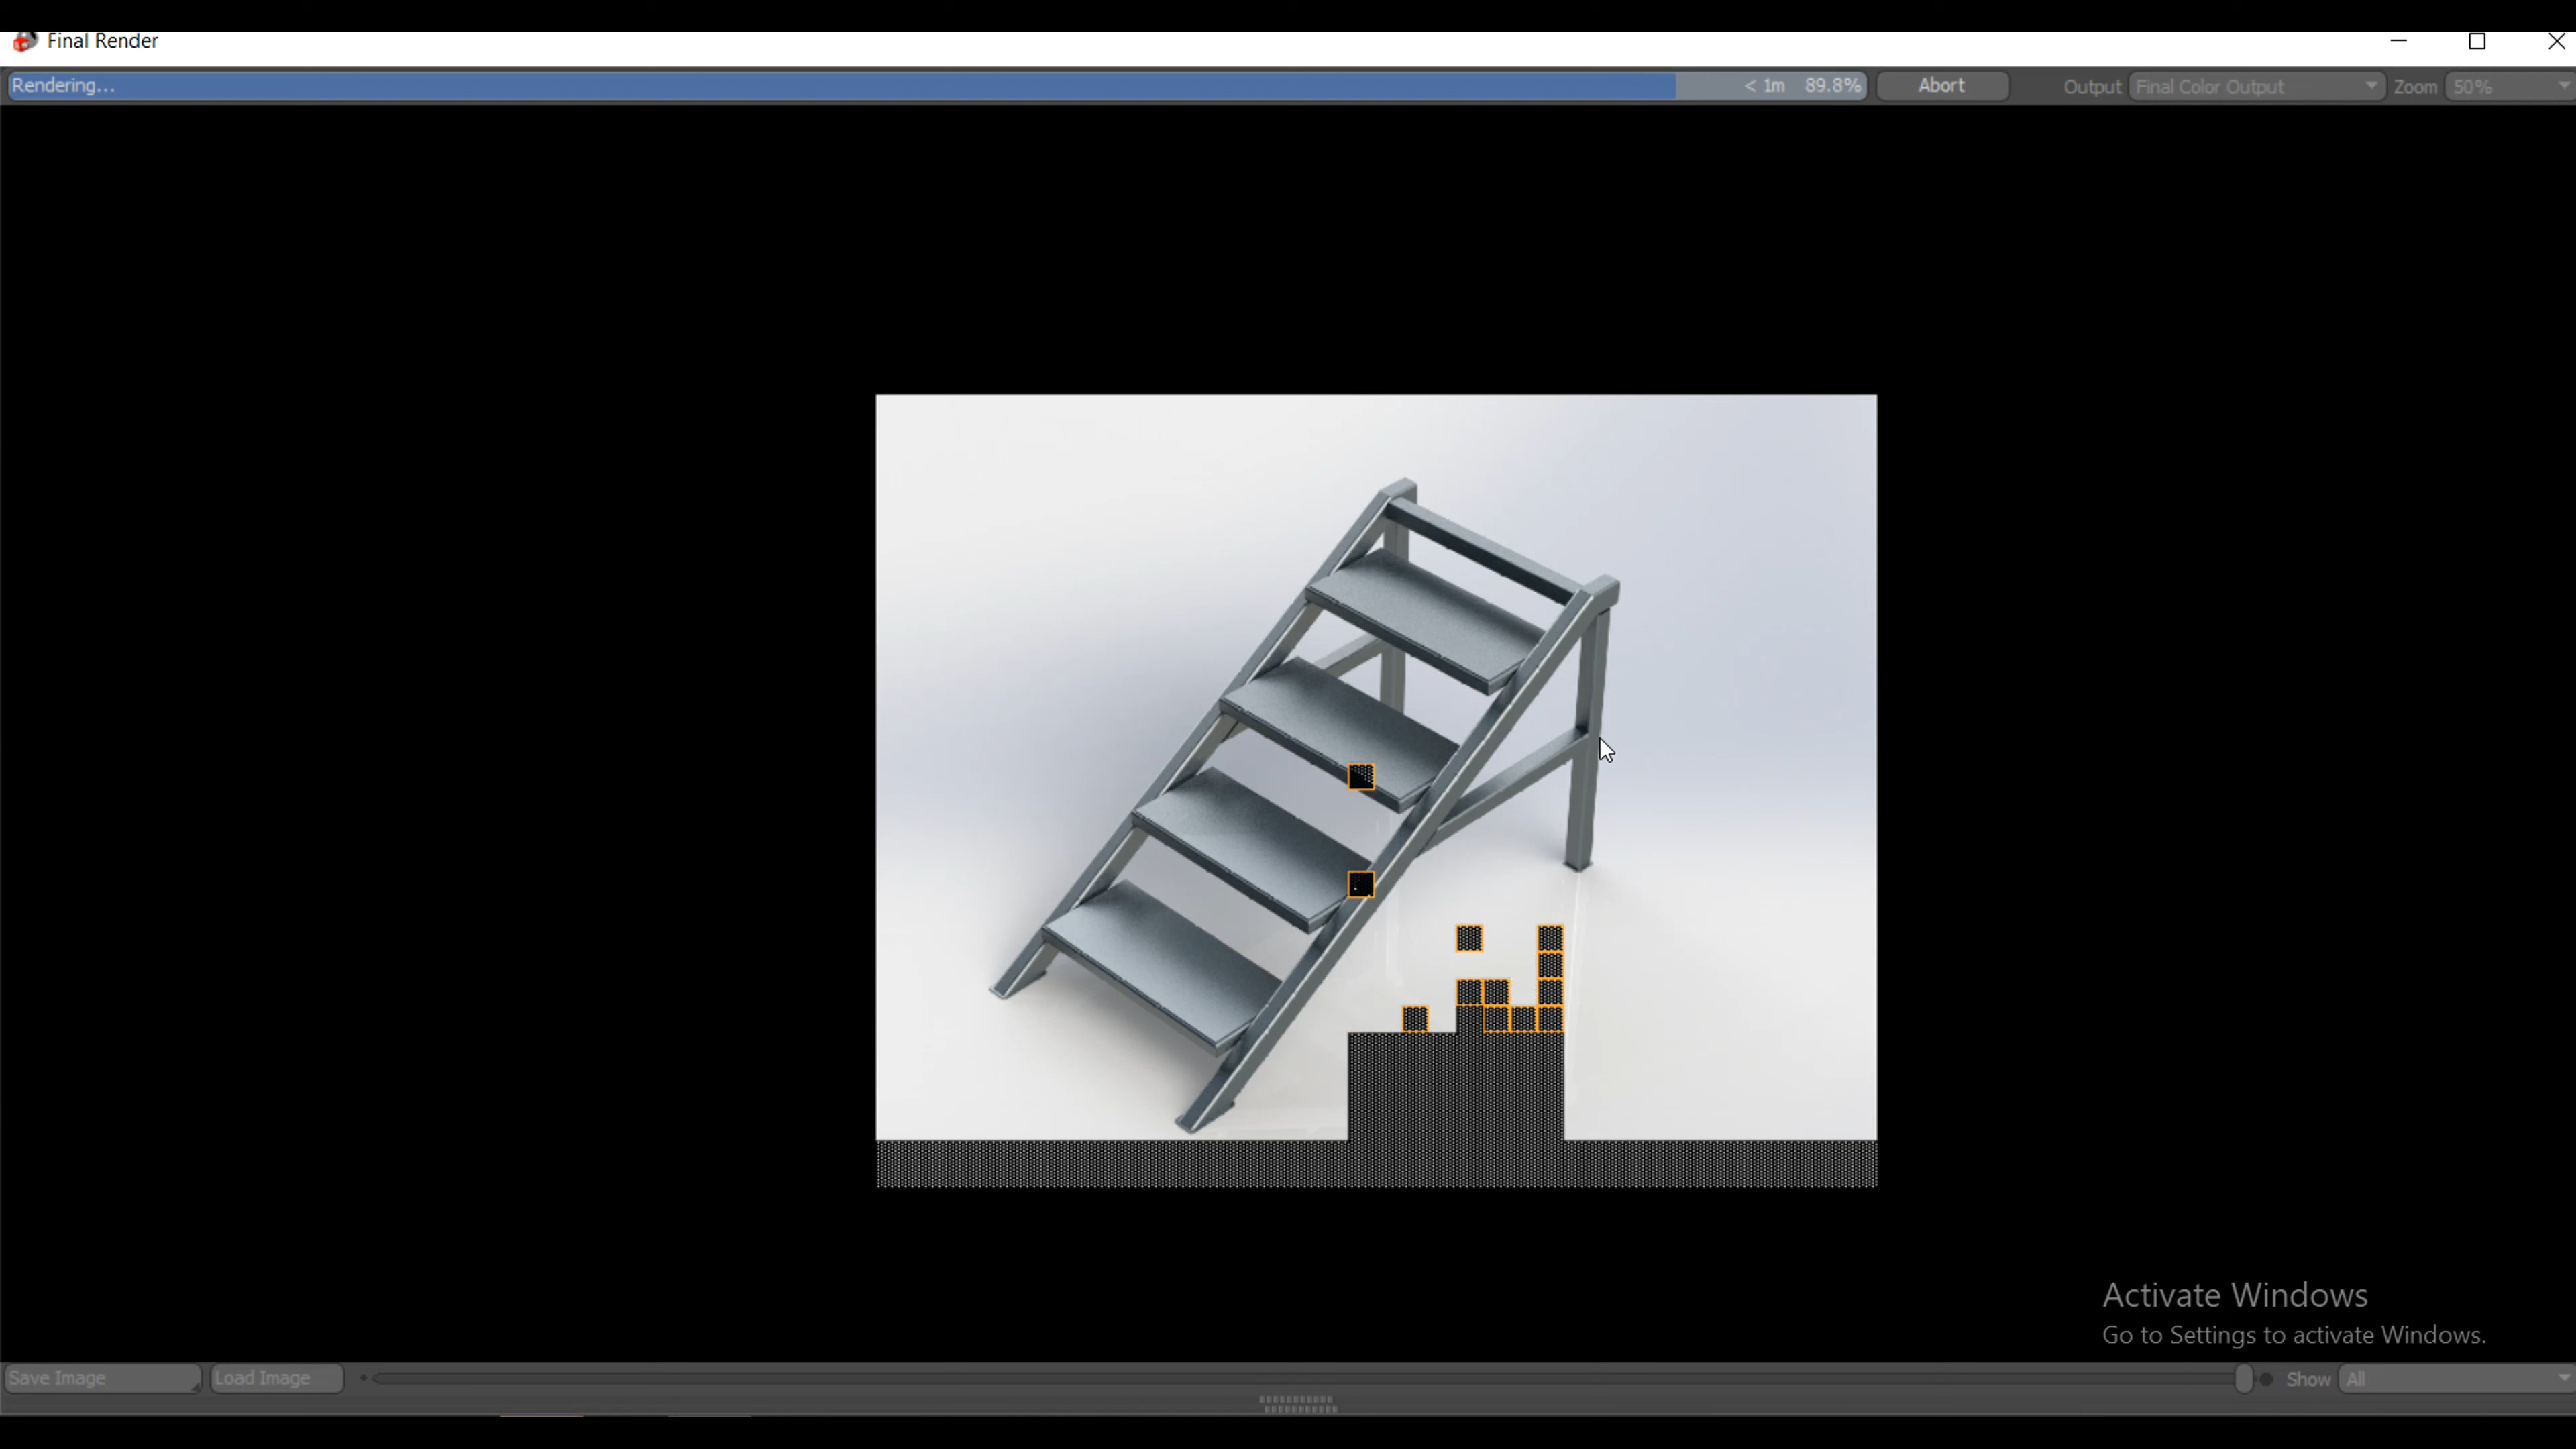 Final Render
Rendering... < 1m 89.8% Abort Output Final Color Output Zoom 50%
Activate Windows
Go to Settings to activate Windows.
Save Image Load Image Show All